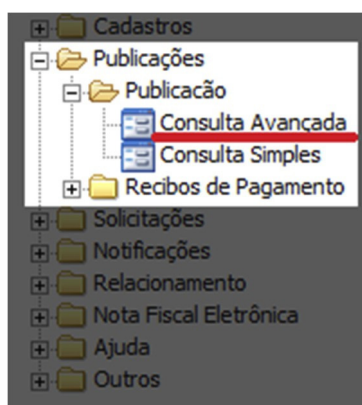 Cadastros
Publicações
Publicacão
Consulta Avançada
Consulta Simples
Recibos de Pagamento
Solicitações
Notificações
Relacionamento
Nota Fiscal Eletrônica
Ajuda
Outros